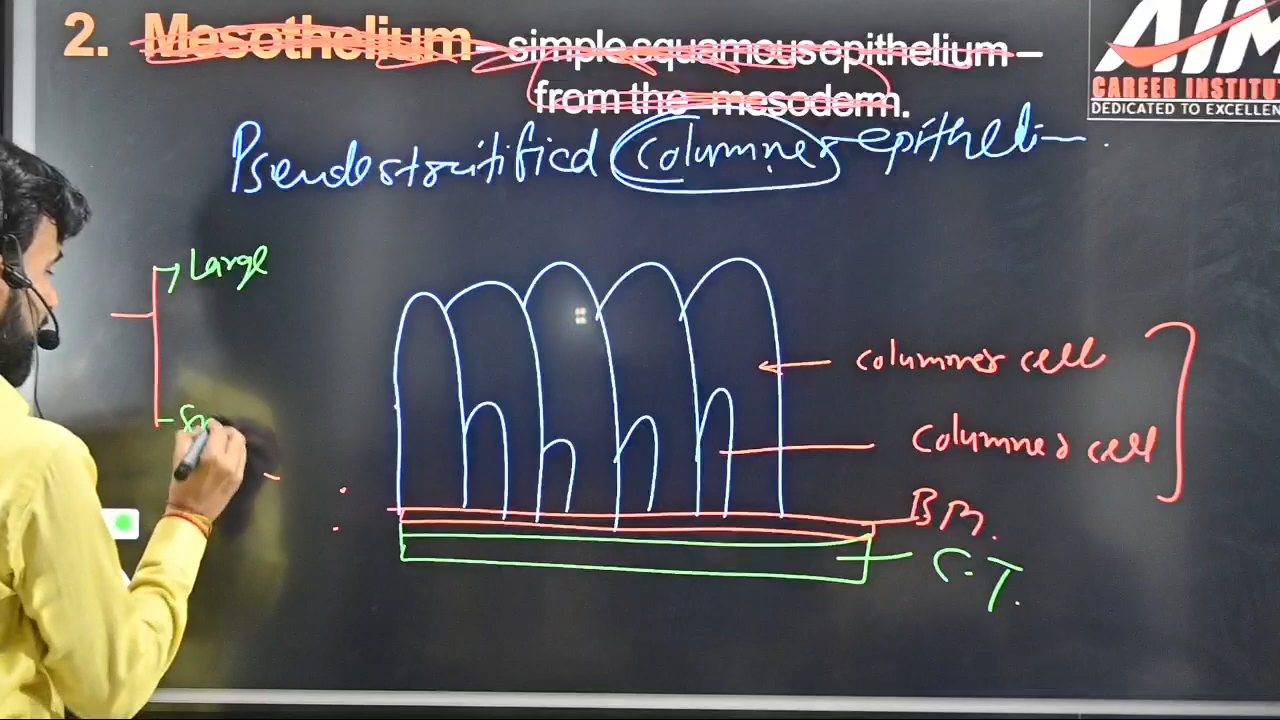 2. Mesothelium - simple squamous epithelium –
from the mesoderm.
AIM
CAREER INSTITUT
DEDICATED TO EXCELLEN
Pseudostratified columner epitheli
Large
Sm
columner cell
columner cell
B.M.
C.T.